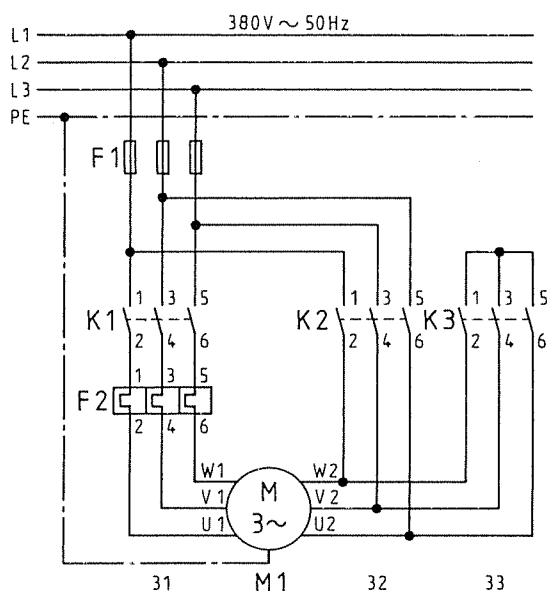 380V ~ 50Hz
L1
L2
L3
PE
F1
K1 1 3 5
2 4 6
K2 1 3 5
2 4 6
K3 1 3 5
2 4 6
F2 1 3 5
2 4 6
W1 M W2
V1 3~ V2
U1 U2
31 M1 32 33